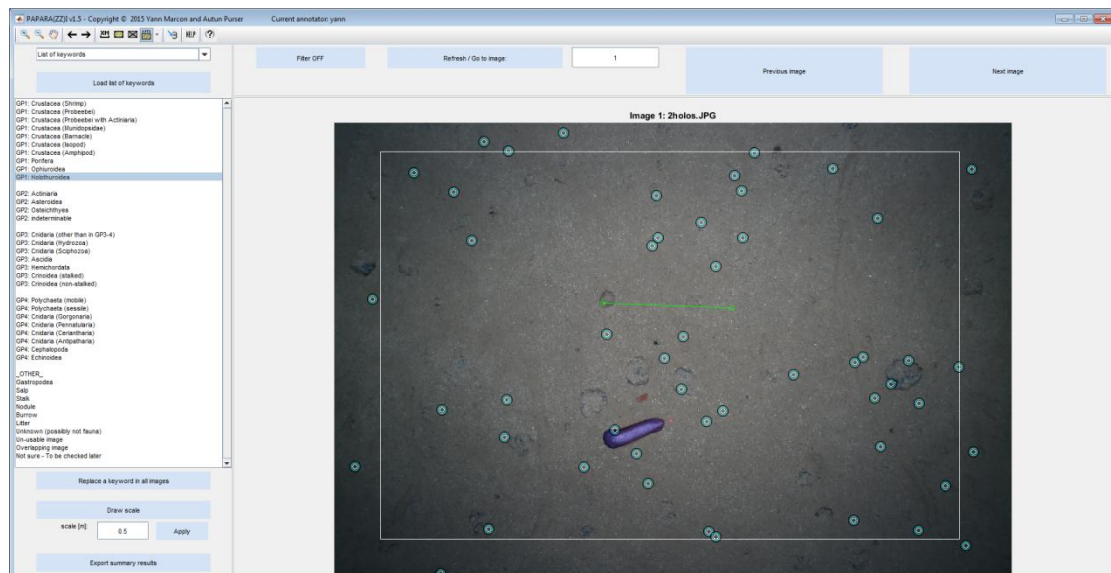 PAPARA(ZZ)I v1.5 - Copyright © 2015 Yann Marcon and Autun Purser Current annotator: yann
HELP
List of keywords
Filter OFF
Refresh / Go to image:
1
Previous image
Next image
Load list of keywords
Image 1: 2holos.JPG
GP1: Crustacea (Shrimp)
GP1: Crustacea (Probeebei)
GP1: Crustacea (Probeebei with Actiniaria)
GP1: Crustacea (Munidopsidae)
GP1: Crustacea (Barnacle)
GP1: Crustacea (Isopod)
GP1: Crustacea (Amphipod)
GP1: Porifera
GP1: Ophiuroidea
GP1: Holothuroidea
GP2: Actiniaria
GP2: Asteroidea
GP2: Osteichthyes
GP2: indeterminable
GP3: Cnidaria (other than in GP3-4)
GP3: Cnidaria (Hydrozoa)
GP3: Cnidaria (Sciphozoa)
GP3: Ascidia
GP3: Hemichordata
GP3: Crinoidea (stalked)
GP3: Crinoidea (non-stalked)
GP4: Polychaeta (mobile)
GP4: Polychaeta (sessile)
GP4: Cnidaria (Gorgonaria)
GP4: Cnidaria (Pennatularia)
GP4: Cnidaria (Ceriantharia)
GP4: Cnidaria (Antipatharia)
GP4: Cephalopoda
GP4: Echinoidea
_OTHER_
Gastropodea
Salp
Stalk
Nodule
Burrow
Litter
Unknown (possibly not fauna)
Un-usable image
Overlapping image
Not sure - To be checked later
Replace a keyword in all images
Draw scale
scale [m]:
0.5
Apply
Export summary results